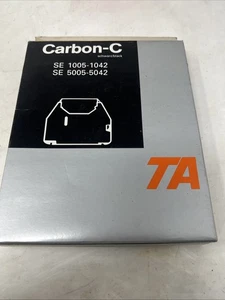 Carbon-C
schwarz/black
SE 1005-1042
SE 5005-5042
TA